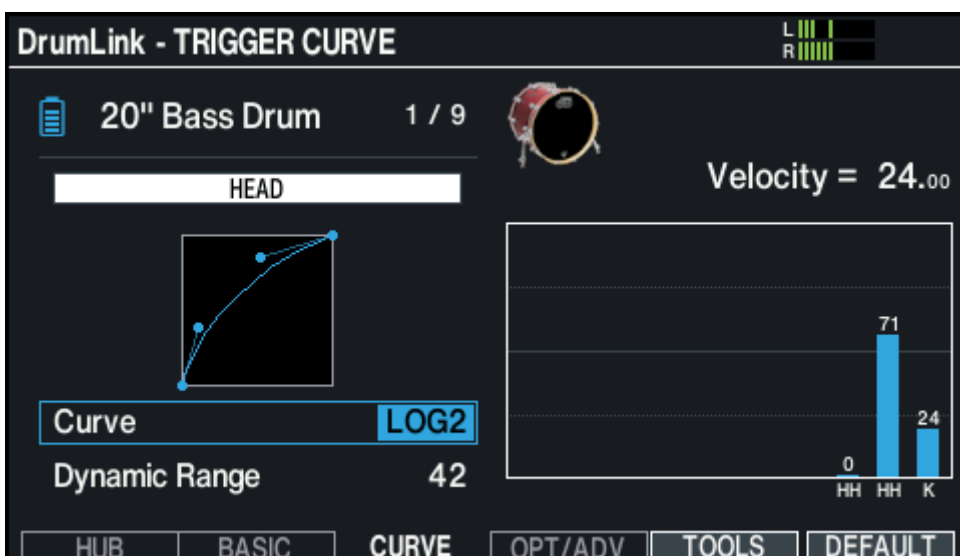 DrumLink - TRIGGER CURVE
L
R
20" Bass Drum 1 / 9
HEAD
Velocity = 24.00
Curve LOG2
Dynamic Range 42
71
24
0
HH HH K
HUB BASIC CURVE OPT/ADV TOOLS DEFAULT